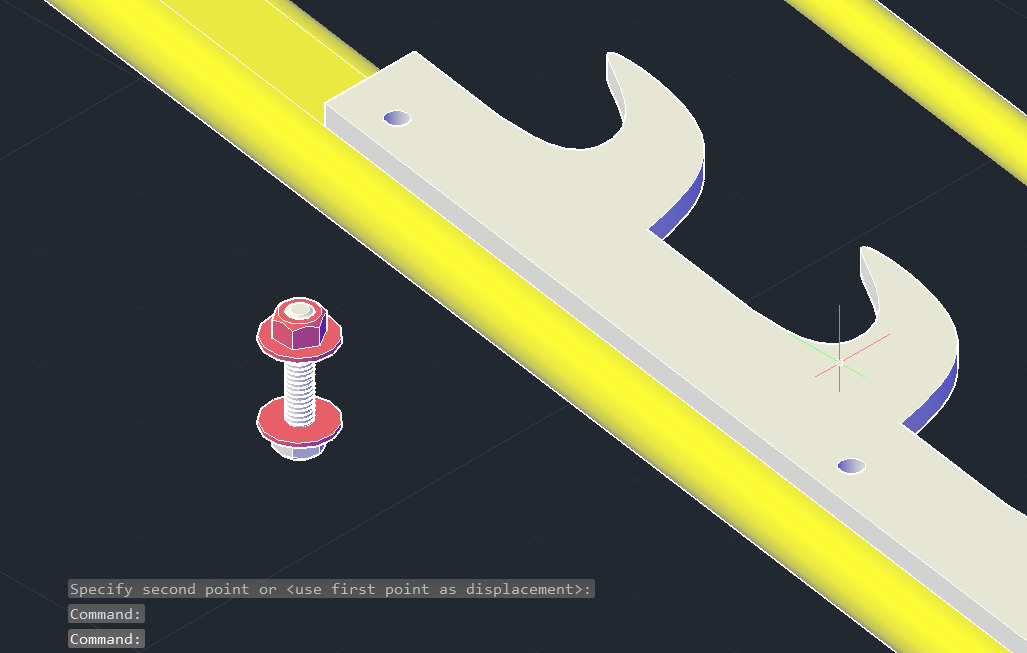 Specify second point or <use first point as displacement>:
Command:
Command: